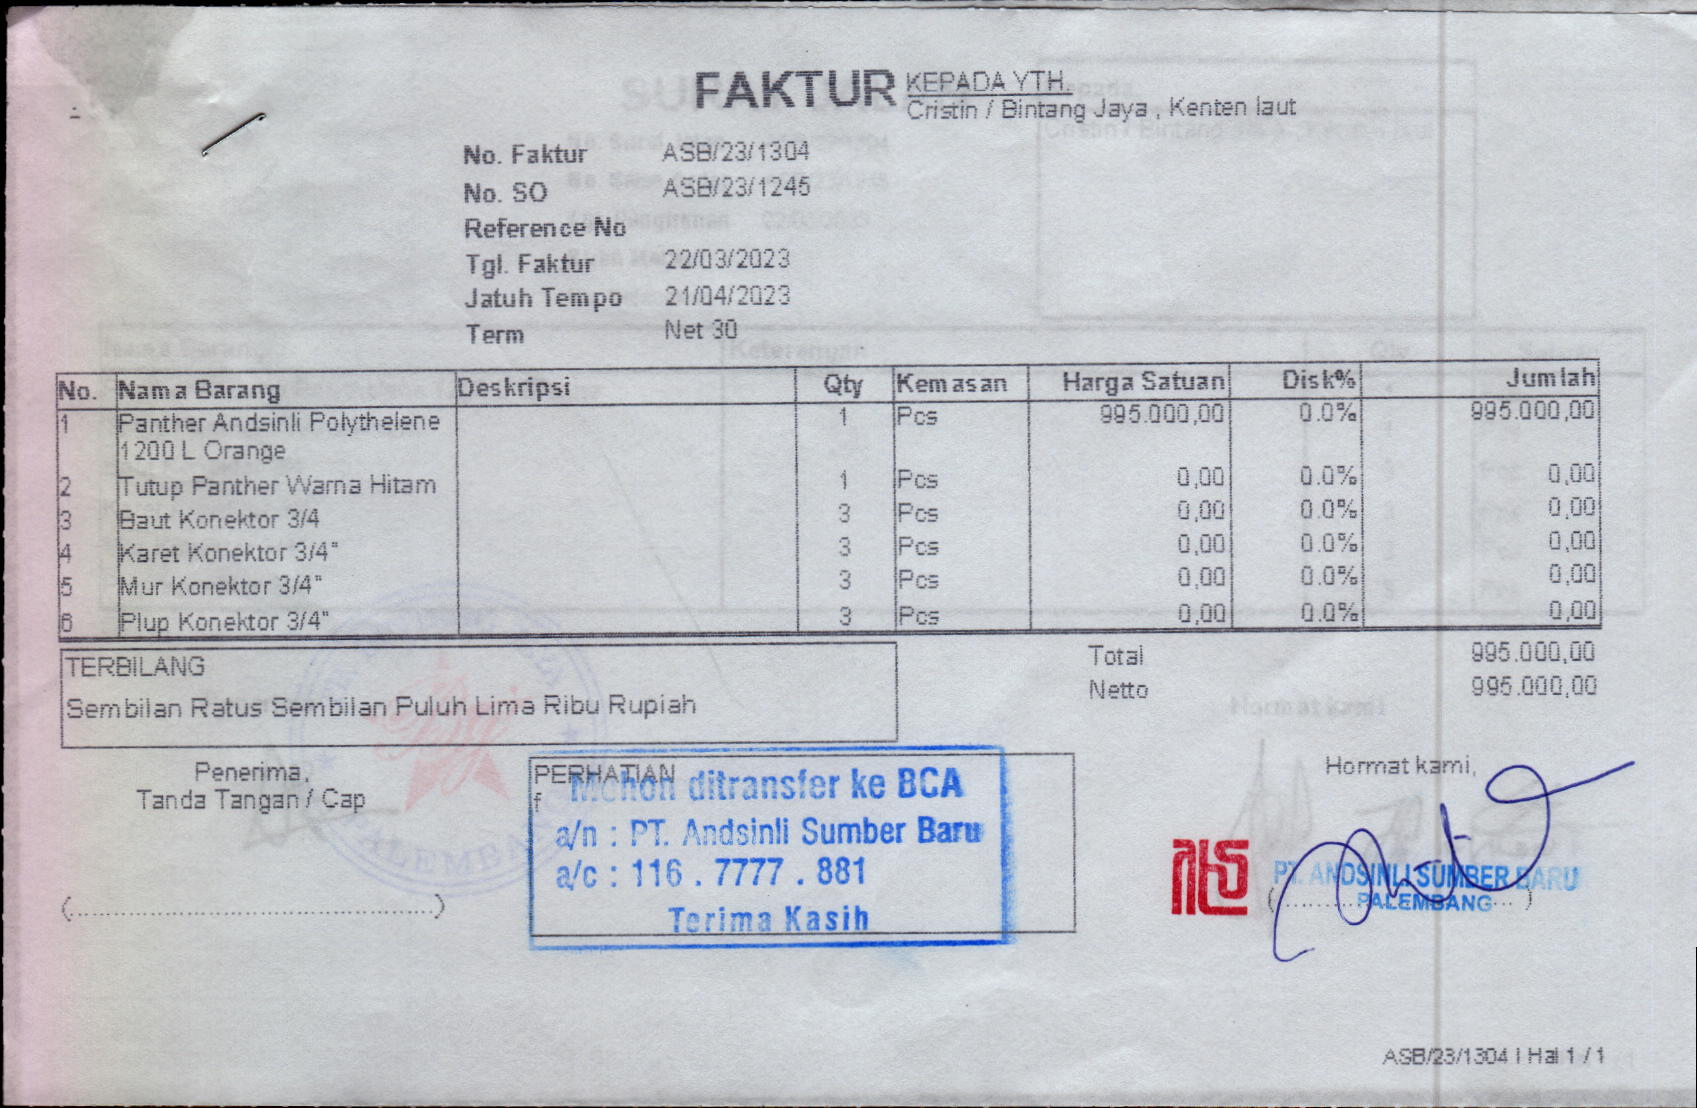 FAKTUR
KEPADA YTH.
Cristin / Bintang Jaya , Kenten laut
No. Faktur ASB/23/1304
No. SO ASB/23/1245
Reference No
Tgl. Faktur 22/03/2023
Jatuh Tempo 21/04/2023
Term Net 30
No. Nama Barang Deskripsi Qty Kemasan Harga Satuan Disk% Jumlah
1 Panther Andsinli Polythelene 1 Pcs 995.000,00 0.0% 995.000,00
1200 L Orange
2 Tutup Panther Warna Hitam 1 Pcs 0,00 0.0% 0,00
3 Baut Konektor 3/4 3 Pcs 0,00 0.0% 0,00
4 Karet Konektor 3/4" 3 Pcs 0,00 0.0% 0,00
5 Mur Konektor 3/4" 3 Pcs 0,00 0.0% 0,00
6 Plup Konektor 3/4" 3 Pcs 0,00 0.0% 0,00
TERBILANG
Sembilan Ratus Sembilan Puluh Lima Ribu Rupiah
Total 995.000,00
Netto 995.000,00
Penerima,
Tanda Tangan / Cap
(...........................................)
PERHATIAN
f
Mohon ditransfer ke BCA
a/n : PT. Andsinli Sumber Baru
a/c : 116 . 7777 . 881
Terima Kasih
Hormat kami,
PT. ANDSINLI SUMBER BARU
PALEMBANG
ASB/23/1304 | Hal 1 / 1